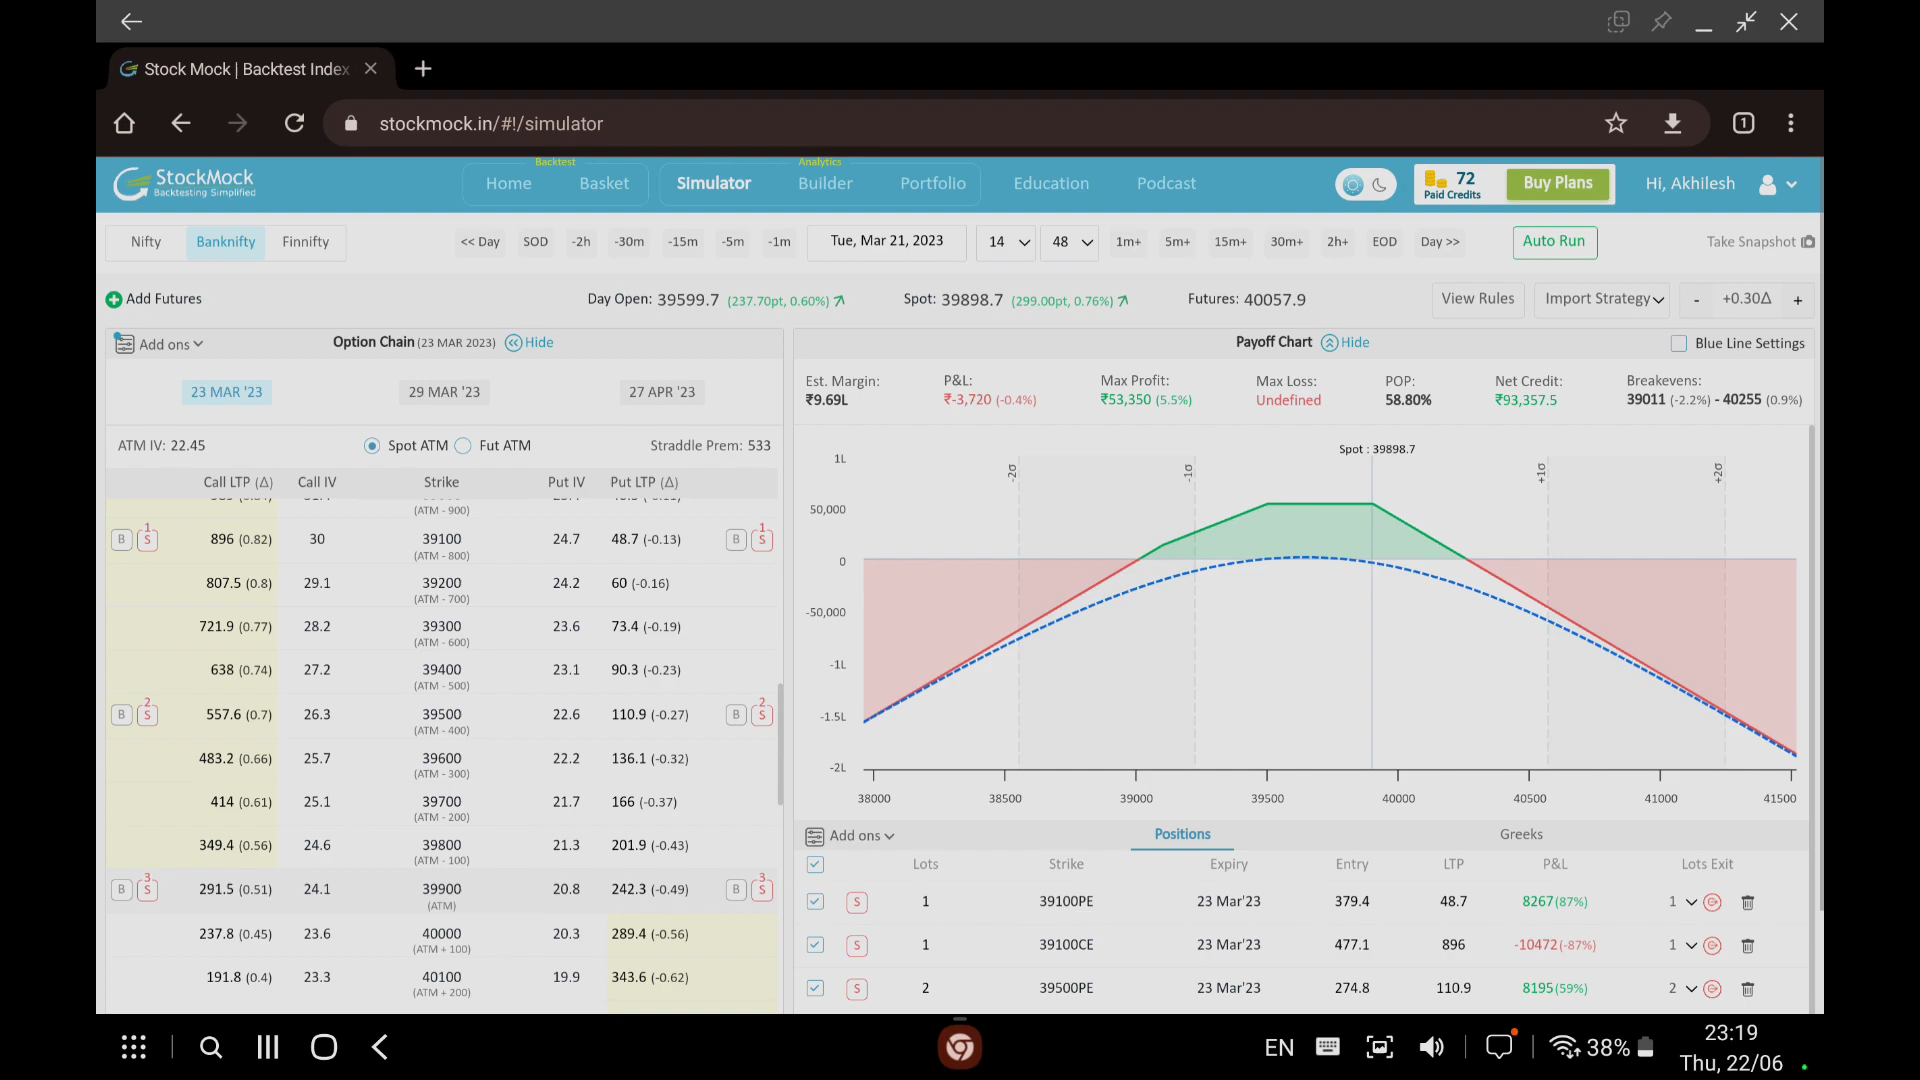 Stock Mock | Backtest Index
stockmock.in/#!/simulator
1
StockMock
Backtesting Simplified
Backtest
Home
Basket
Simulator
Analytics
Builder
Portfolio
Education
Podcast
72
Paid Credits
Buy Plans
Hi, Akhilesh
Nifty
Banknifty
Finnifty
<< Day
SOD
-2h
-30m
-15m
-5m
-1m
Tue, Mar 21, 2023
14
48
1m+
5m+
15m+
30m+
2h+
EOD
Day >>
Auto Run
Take Snapshot
Add Futures
Day Open: 39599.7 (237.70pt, 0.60%)
Spot: 39898.7 (299.00pt, 0.76%)
Futures: 40057.9
View Rules
Import Strategy
- +0.30Δ +
Add ons
Option Chain (23 MAR 2023) Hide
23 MAR '23
29 MAR '23
27 APR '23
ATM IV: 22.45
Spot ATM
Fut ATM
Straddle Prem: 533
Call LTP (Δ) Call IV Strike Put IV Put LTP (Δ)
(ATM - 900)
B S 1 896 (0.82) 30 39100 24.7 48.7 (-0.13) B S 1
(ATM - 800)
807.5 (0.8) 29.1 39200 24.2 60 (-0.16)
(ATM - 700)
721.9 (0.77) 28.2 39300 23.6 73.4 (-0.19)
(ATM - 600)
638 (0.74) 27.2 39400 23.1 90.3 (-0.23)
(ATM - 500)
B S 2 557.6 (0.7) 26.3 39500 22.6 110.9 (-0.27) B S 2
(ATM - 400)
483.2 (0.66) 25.7 39600 22.2 136.1 (-0.32)
(ATM - 300)
414 (0.61) 25.1 39700 21.7 166 (-0.37)
(ATM - 200)
349.4 (0.56) 24.6 39800 21.3 201.9 (-0.43)
(ATM - 100)
B S 3 291.5 (0.51) 24.1 39900 20.8 242.3 (-0.49) B S 3
(ATM)
237.8 (0.45) 23.6 40000 20.3 289.4 (-0.56)
(ATM + 100)
191.8 (0.4) 23.3 40100 19.9 343.6 (-0.62)
(ATM + 200)
Payoff Chart Hide
Blue Line Settings
Est. Margin: P&L: Max Profit: Max Loss: POP: Net Credit: Breakevens:
₹9.69L ₹-3,720 (-0.4%) ₹53,350 (5.5%) Undefined 58.80% ₹93,357.5 39011 (-2.2%) - 40255 (0.9%)
Spot : 39898.7
-2σ
-1σ
+1σ
+2σ
1L
50,000
0
-50,000
-1L
-1.5L
-2L
38000 38500 39000 39500 40000 40500 41000 41500
Add ons
Positions
Greeks
Lots Strike Expiry Entry LTP P&L Lots Exit
S 1 39100PE 23 Mar'23 379.4 48.7 8267(87%) 1
S 1 39100CE 23 Mar'23 477.1 896 -10472(-87%) 1
S 2 39500PE 23 Mar'23 274.8 110.9 8195(59%) 2
EN
38%
23:19
Thu, 22/06